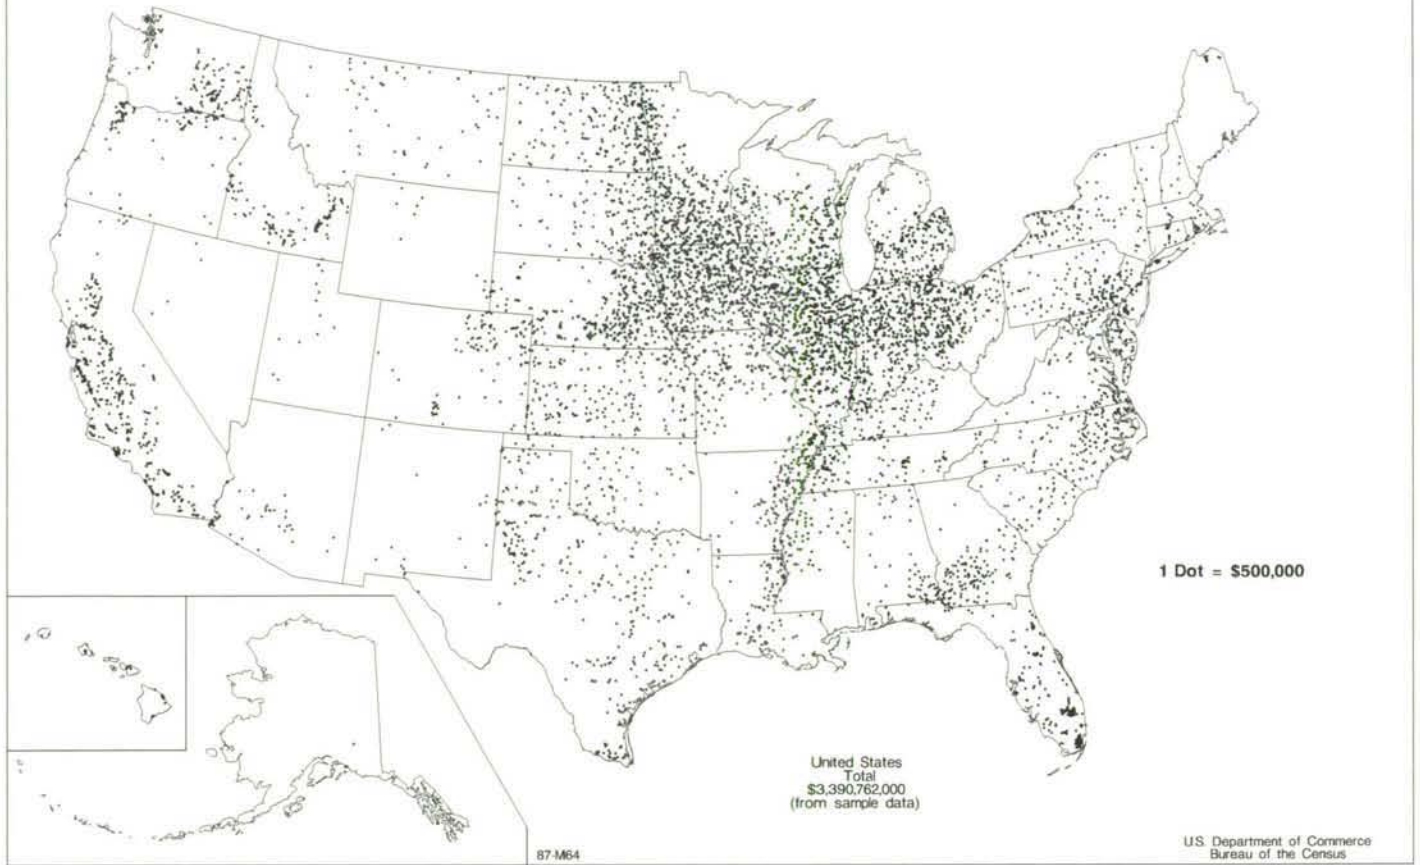 1 Dot = $500,000
United States
Total
$3,390,762,000
(from sample data)
87-M64
U.S. Department of Commerce
Bureau of the Census